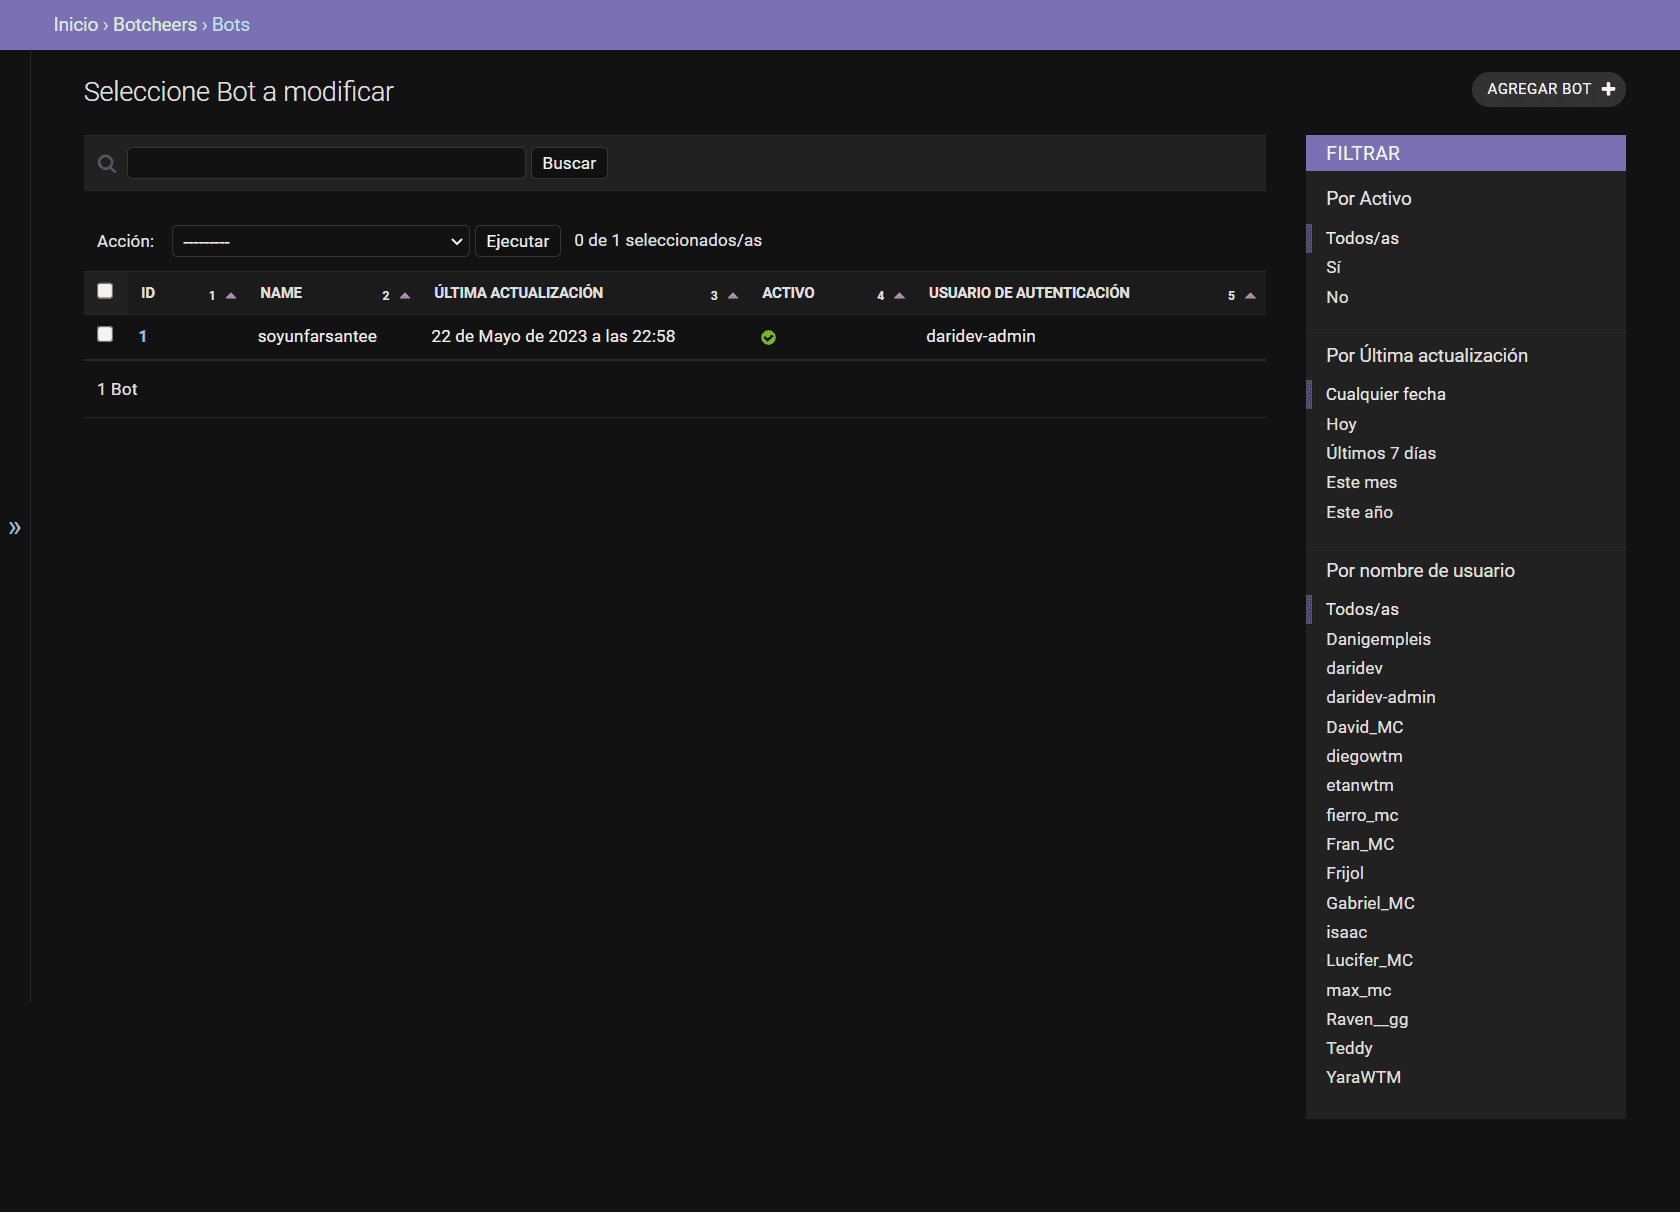 Inicio › Botcheers › Bots
Seleccione Bot a modificar
AGREGAR BOT
Buscar
Acción: --------- Ejecutar 0 de 1 seleccionados/as
ID 1 NAME 2 ÚLTIMA ACTUALIZACIÓN 3 ACTIVO 4 USUARIO DE AUTENTICACIÓN 5
1 soyunfarsantee 22 de Mayo de 2023 a las 22:58 daridev-admin
1 Bot
»
FILTRAR
Por Activo
Todos/as
Sí
No
Por Última actualización
Cualquier fecha
Hoy
Últimos 7 días
Este mes
Este año
Por nombre de usuario
Todos/as
Danigempleis
daridev
daridev-admin
David_MC
diegowtm
etanwtm
fierro_mc
Fran_MC
Frijol
Gabriel_MC
isaac
Lucifer_MC
max_mc
Raven__gg
Teddy
YaraWTM